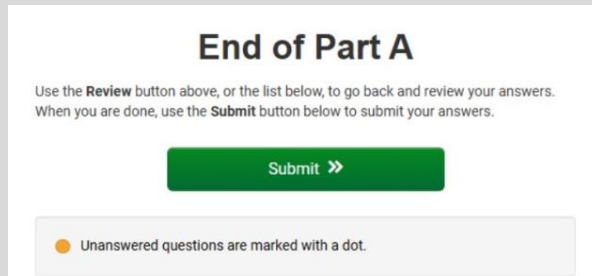 End of Part A
Use the Review button above, or the list below, to go back and review your answers.
When you are done, use the Submit button below to submit your answers.
Submit »
Unanswered questions are marked with a dot.